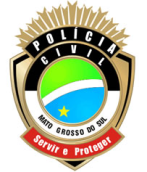 POLÍCIA
CIVIL
MATO GROSSO DO SUL
Servir e Proteger